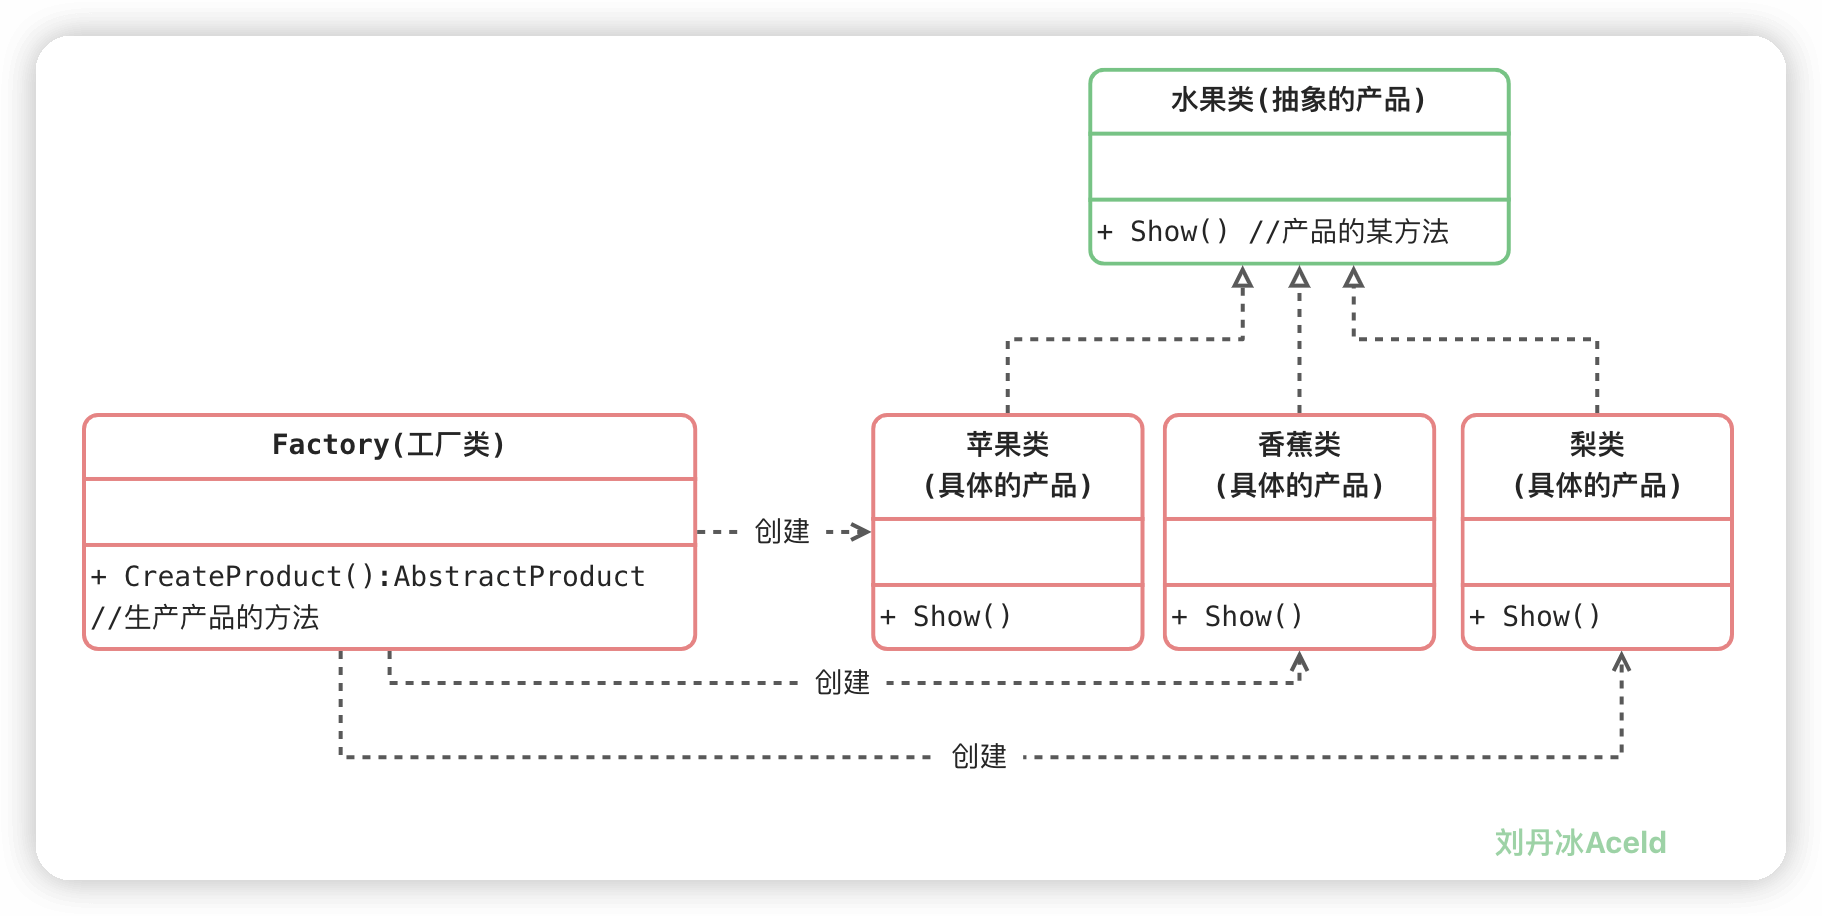 水果类(抽象的产品)
+ Show() //产品的某方法
Factory(工厂类)
+ CreateProduct():AbstractProduct
//生产产品的方法
创建
苹果类
(具体的产品)
+ Show()
香蕉类
(具体的产品)
+ Show()
梨类
(具体的产品)
+ Show()
创建
创建
刘丹冰Aceld